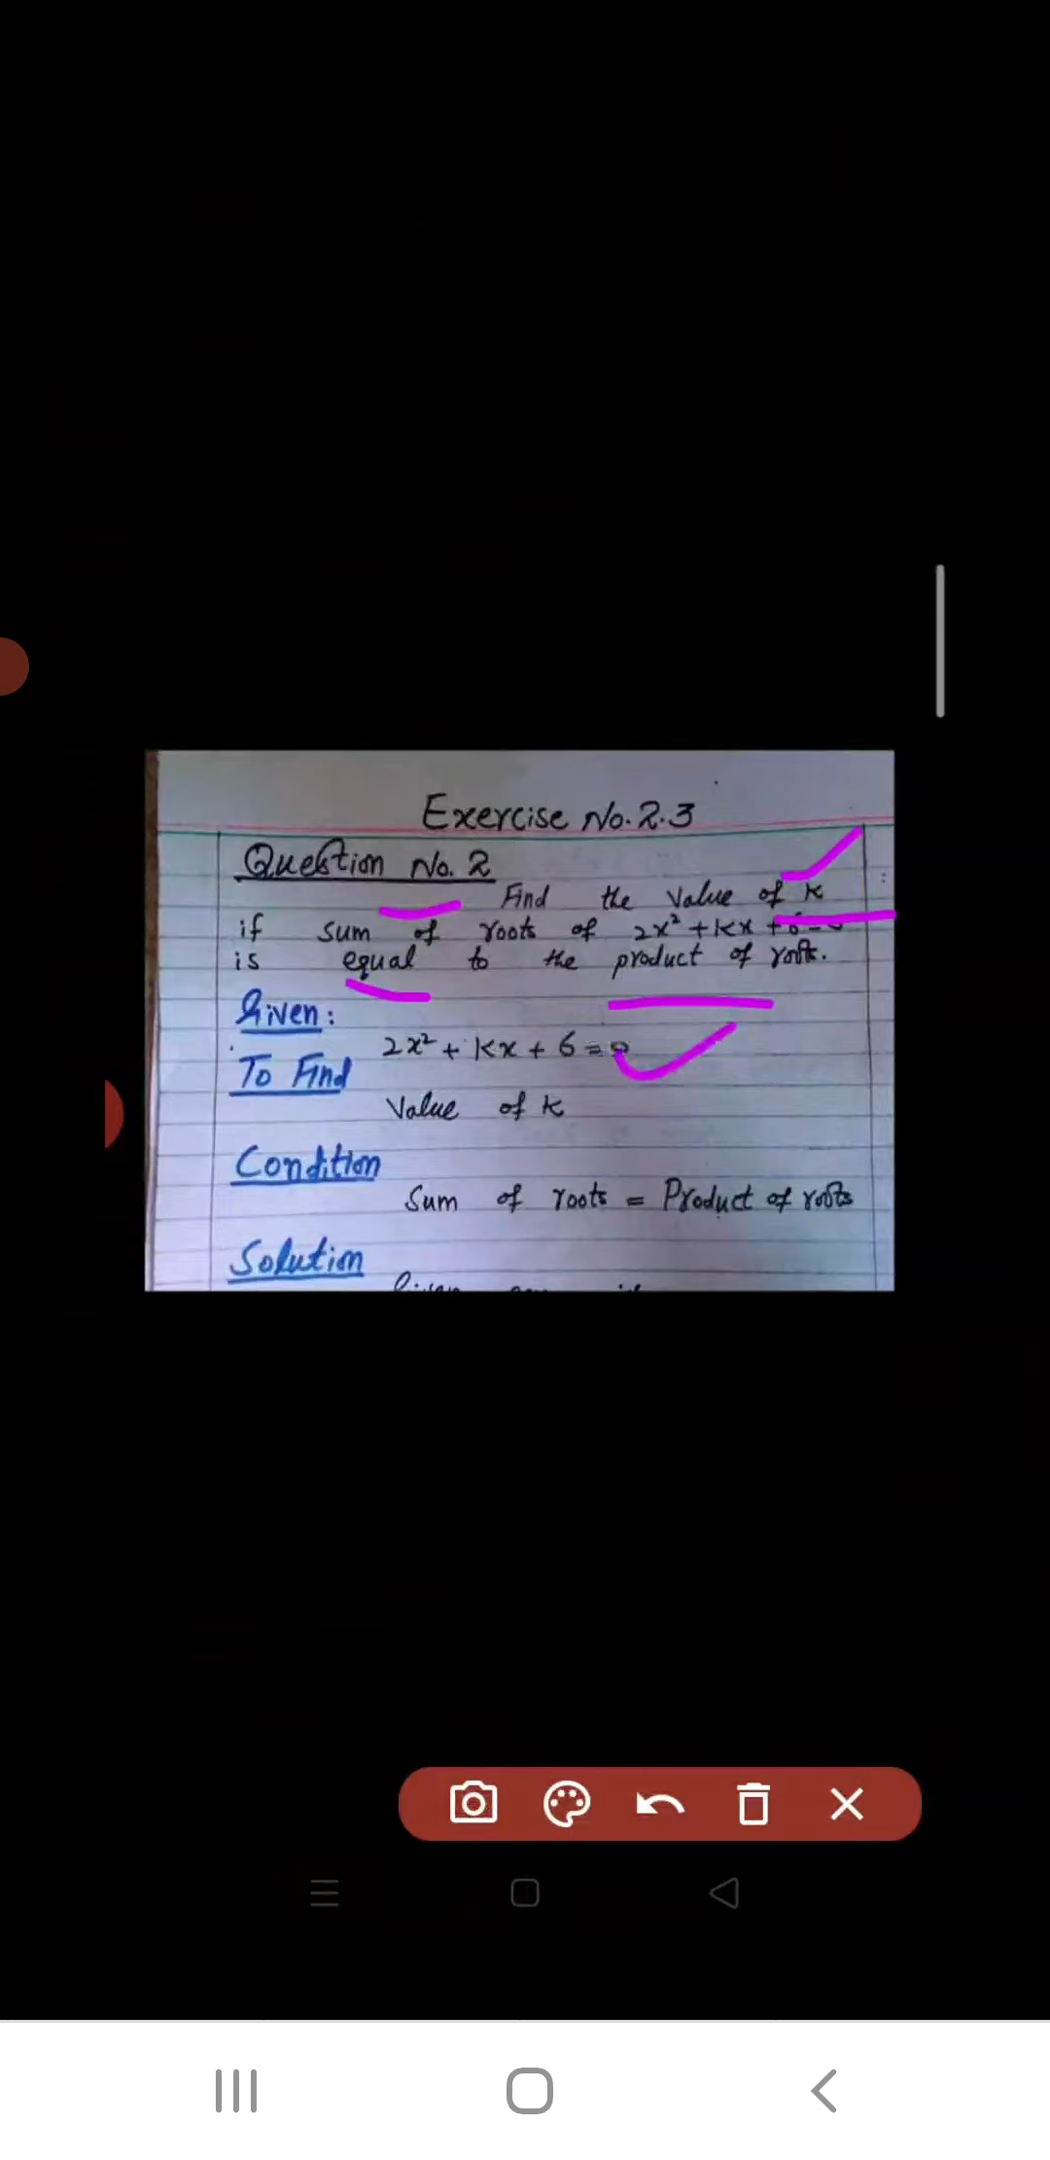 Exercise No. 2.3
Question No. 2
Find the value of k
if sum of roots of 2x² + kx + 6 = 0
is equal to the product of roots.
Given:
2x² + kx + 6 = 0
To Find
Value of k
Condition
Sum of roots = Product of roots
Solution